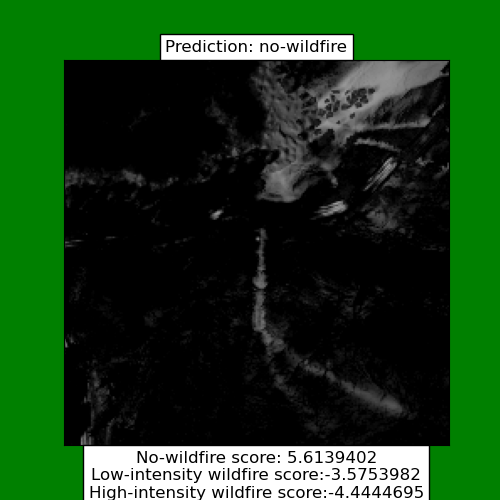 Prediction: no-wildfire
No-wildfire score: 5.6139402
Low-intensity wildfire score:-3.5753982
High-intensity wildfire score:-4.4444695